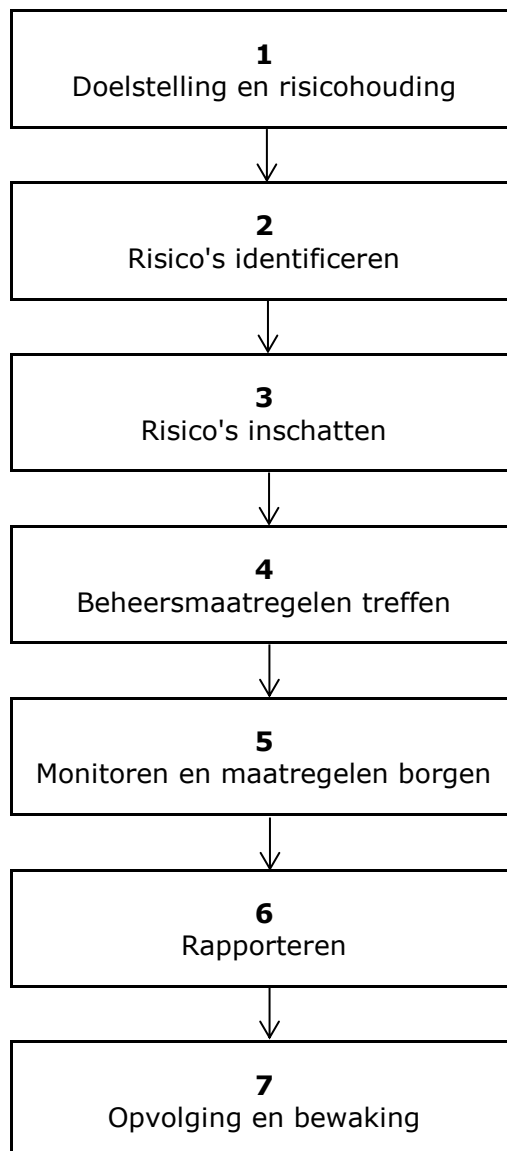 1
Doelstelling en risicohouding
2
Risico's identificeren
3
Risico's inschatten
4
Beheersmaatregelen treffen
5
Monitoren en maatregelen borgen
6
Rapporteren
7
Opvolging en bewaking